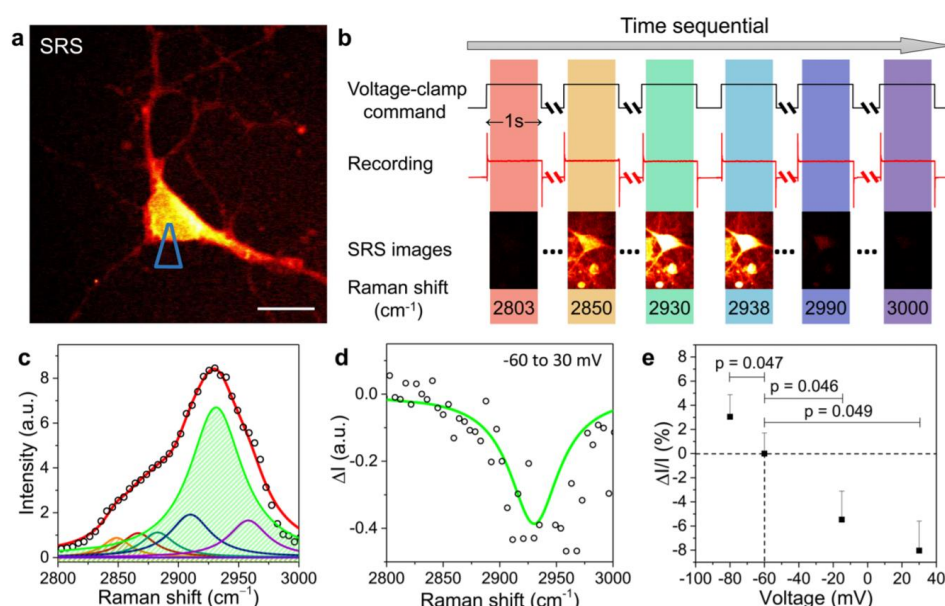 a
SRS
b
Time sequential
Voltage-clamp
command
1s
Recording
SRS images
Raman shift
(cm⁻¹)
2803 2850 2930 2938 2990 3000
c
Intensity (a.u.)
8
6
4
2
0
2800 2850 2900 2950 3000
Raman shift (cm⁻¹)
d
-60 to 30 mV
ΔI (a.u.)
0.0
-0.2
-0.4
2800 2850 2900 2950 3000
Raman shift (cm⁻¹)
e
p = 0.047
p = 0.046
p = 0.049
ΔI/I (%)
8
6
4
2
0
-2
-4
-6
-8
-100 -80 -60 -40 -20 0 20 40
Voltage (mV)